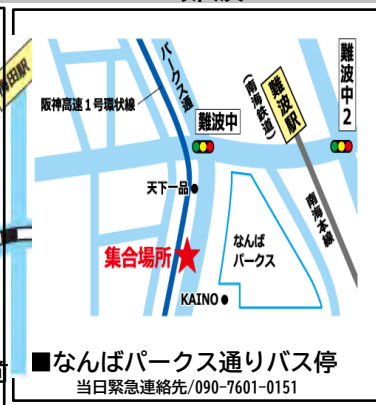 パークス通
阪神高速1号環状線
難波中
(南海鉄道)
難波駅
難波中2
天下一品
南海本線
集合場所
なんば
パークス
KAINO
■なんばパークス通りバス停
当日緊急連絡先/090-7601-0151